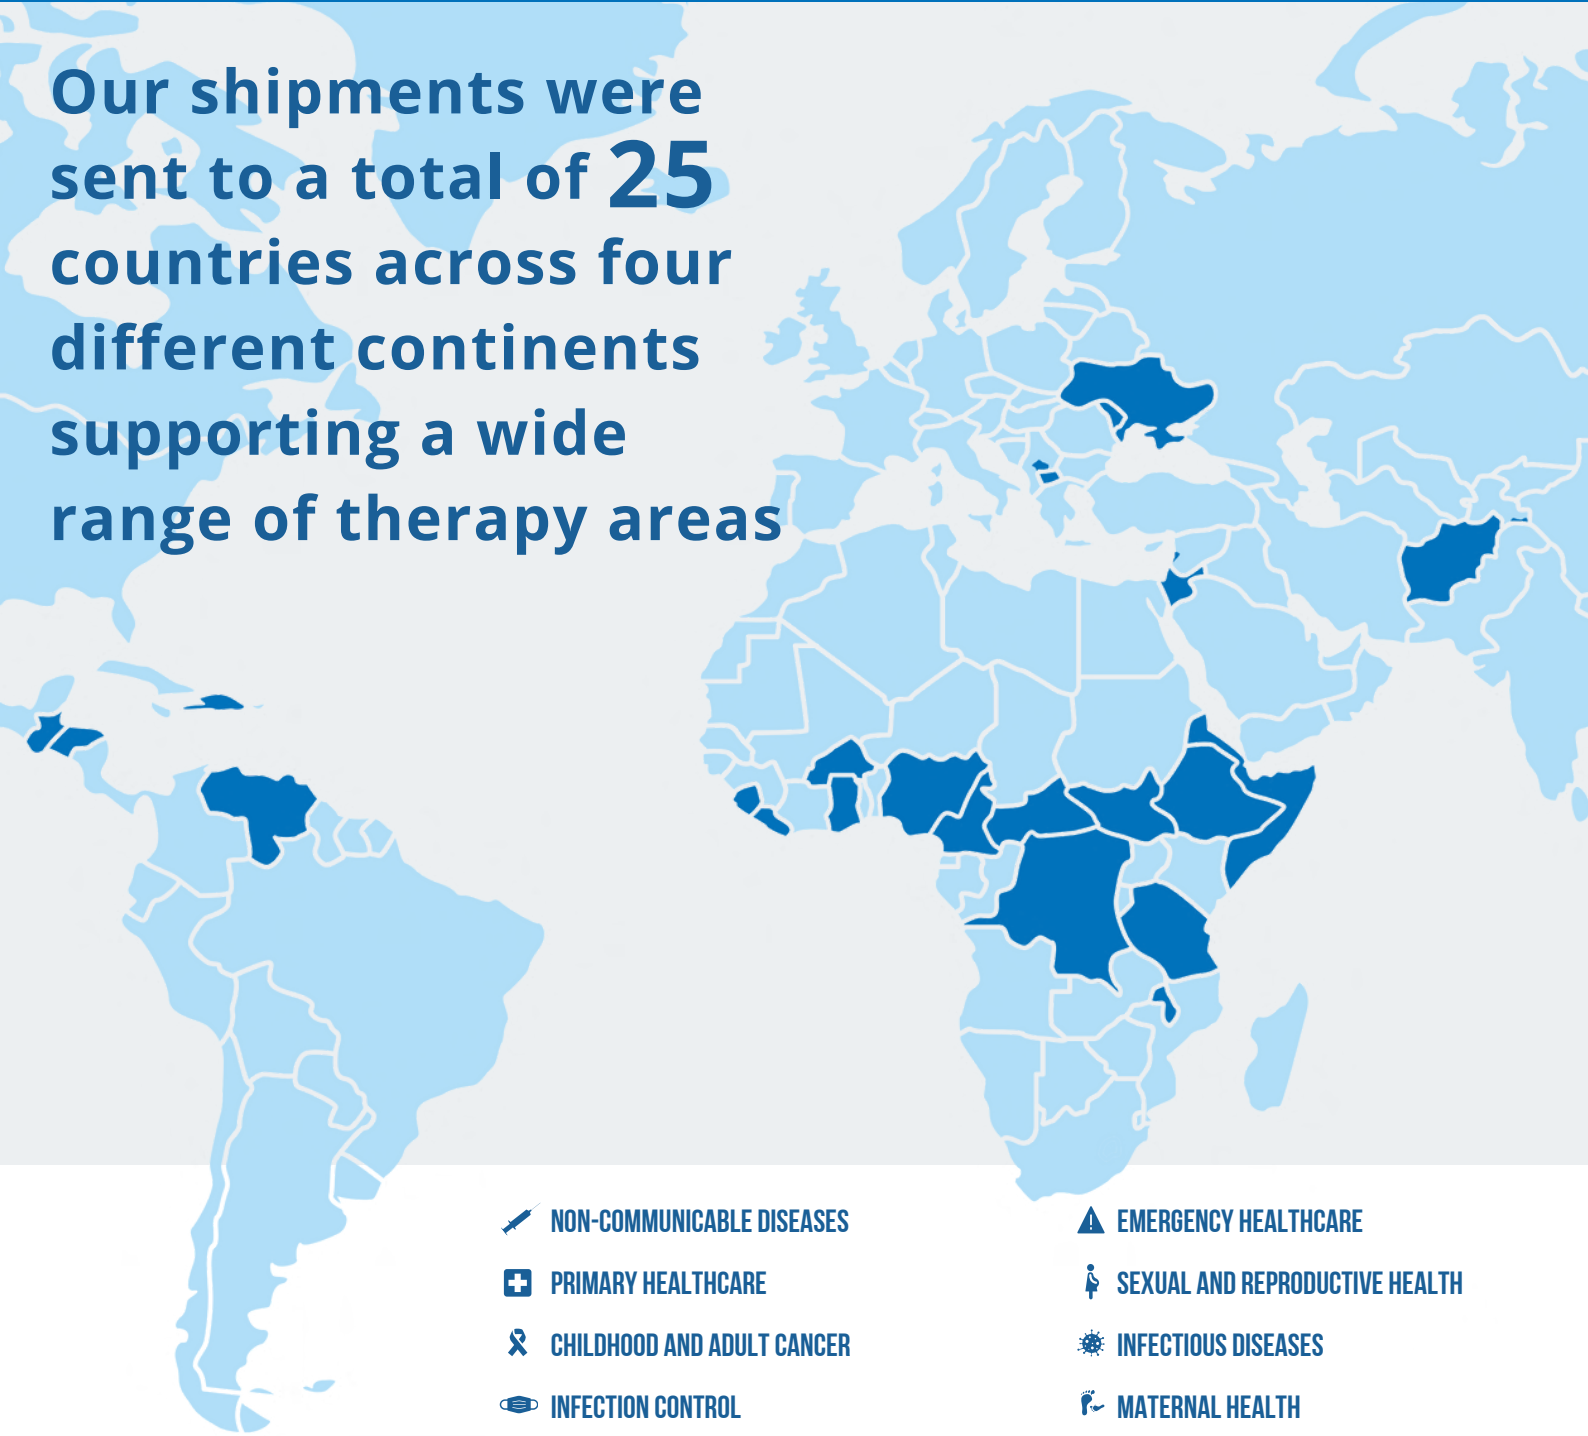 Our shipments were
sent to a total of 25
countries across four
different continents
supporting a wide
range of therapy areas
NON-COMMUNICABLE DISEASES
PRIMARY HEALTHCARE
CHILDHOOD AND ADULT CANCER
INFECTION CONTROL
EMERGENCY HEALTHCARE
SEXUAL AND REPRODUCTIVE HEALTH
INFECTIOUS DISEASES
MATERNAL HEALTH